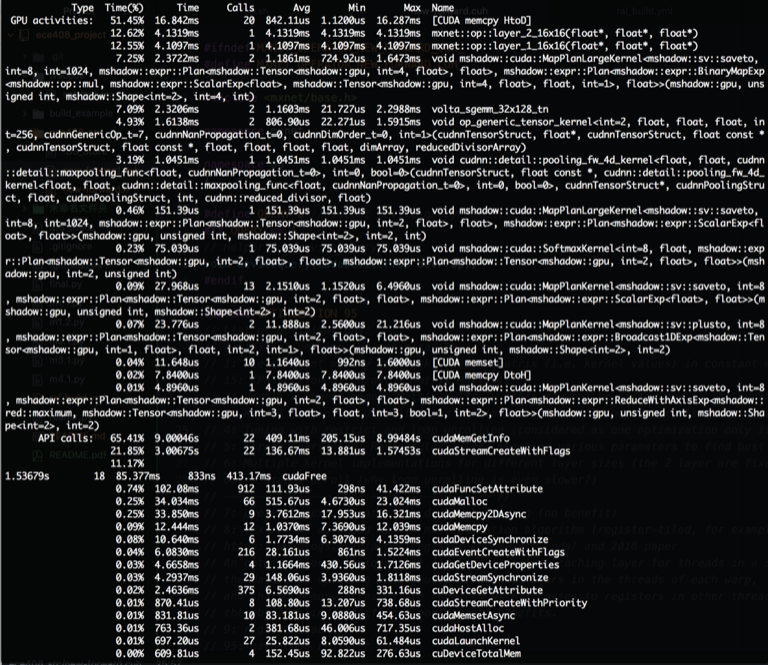 Type Time(%) Time Calls Avg Min Max Name
GPU activities: 51.45% 16.842ms 20 842.11us 1.1200us 16.287ms [CUDA memcpy HtoD]
12.62% 4.1319ms 1 4.1319ms 4.1319ms 4.1319ms mxnet::op::layer_2_16x16(float*, float*, float*)
12.55% 4.1097ms 1 4.1097ms 4.1097ms 4.1097ms mxnet::op::layer_1_16x16(float*, float*, float*)
7.25% 2.3722ms 2 1.1861ms 724.92us 1.6473ms void mshadow::cuda::MapPlanLargeKernel<mshadow::sv::saveto,
int=8, int=1024, mshadow::expr::Plan<mshadow::Tensor<mshadow::gpu, int=4, float>, float>, mshadow::expr::Plan<mshadow::expr::BinaryMapExp
<mshadow::op::mul, mshadow::expr::ScalarExp<float>, mshadow::Tensor<mshadow::gpu, int=4, float>, float, int=1>, float>>(mshadow::gpu, uns
igned int, mshadow::Shape<int=2>, int=4, int)
7.09% 2.3206ms 2 1.1603ms 21.727us 2.2988ms volta_sgemm_32x128_tn
4.93% 1.6138ms 2 806.90us 22.271us 1.5915ms void op_generic_tensor_kernel<int=2, float, float, float, in
t=256, cudnnGenericOp_t=7, cudnnNanPropagation_t=0, cudnnDimOrder_t=0, int=1>(cudnnTensorStruct, float*, cudnnTensorStruct, float const *
, cudnnTensorStruct, float const *, float, float, float, float, dimArray, reducedDivisorArray)
3.19% 1.0451ms 1 1.0451ms 1.0451ms 1.0451ms void cudnn::detail::pooling_fw_4d_kernel<float, float, cudnn
::detail::maxpooling_func<float, cudnnNanPropagation_t=0>, int=0, bool=0>(cudnnTensorStruct, float const *, cudnn::detail::pooling_fw_4d_
kernel<float, float, cudnn::detail::maxpooling_func<float, cudnnNanPropagation_t=0>, int=0, bool=0>, cudnnTensorStruct*, cudnnPoolingStru
ct, float, cudnnPoolingStruct, int, cudnn::reduced_divisor, float)
0.46% 151.39us 1 151.39us 151.39us 151.39us void mshadow::cuda::MapPlanLargeKernel<mshadow::sv::saveto,
int=8, int=1024, mshadow::expr::Plan<mshadow::Tensor<mshadow::gpu, int=2, float>, float>, mshadow::expr::Plan<mshadow::expr::ScalarExp<fl
oat>, float>>(mshadow::gpu, unsigned int, mshadow::Shape<int=2>, int=2, int)
0.23% 75.039us 1 75.039us 75.039us 75.039us void mshadow::cuda::SoftmaxKernel<int=8, float, mshadow::exp
r::Plan<mshadow::Tensor<mshadow::gpu, int=2, float>, float>, mshadow::expr::Plan<mshadow::Tensor<mshadow::gpu, int=2, float>, float>>(msh
adow::gpu, int=2, unsigned int)
0.09% 27.968us 13 2.1510us 1.1520us 6.4960us void mshadow::cuda::MapPlanKernel<mshadow::sv::saveto, int=8
, mshadow::expr::Plan<mshadow::Tensor<mshadow::gpu, int=2, float>, float>, mshadow::expr::Plan<mshadow::expr::ScalarExp<float>, float>>(m
shadow::gpu, unsigned int, mshadow::Shape<int=2>, int=2)
0.07% 23.776us 2 11.888us 2.5600us 21.216us void mshadow::cuda::MapPlanKernel<mshadow::sv::plusto, int=8
, mshadow::expr::Plan<mshadow::Tensor<mshadow::gpu, int=2, float>, float>, mshadow::expr::Plan<mshadow::expr::Broadcast1DExp<mshadow::Ten
sor<mshadow::gpu, int=1, float>, float, int=2, int=1>, float>>(mshadow::gpu, unsigned int, mshadow::Shape<int=2>, int=2)
0.04% 11.648us 10 1.1640us 992ns 1.6000us [CUDA memset]
0.02% 7.8400us 1 7.8400us 7.8400us 7.8400us [CUDA memcpy DtoH]
0.01% 4.8960us 1 4.8960us 4.8960us 4.8960us void mshadow::cuda::MapPlanKernel<mshadow::sv::saveto, int=8
, mshadow::expr::Plan<mshadow::Tensor<mshadow::gpu, int=2, float>, float>, mshadow::expr::Plan<mshadow::expr::ReduceWithAxisExp<mshadow::
red::maximum, mshadow::Tensor<mshadow::gpu, int=3, float>, float, int=3, bool=1, int=2>, float>>(mshadow::gpu, unsigned int, mshadow::Sha
pe<int=2>, int=2)
API calls: 65.41% 9.00046s 22 409.11ms 205.15us 8.99484s cudaMemGetInfo
21.85% 3.00675s 22 136.67ms 13.881us 1.57453s cudaStreamCreateWithFlags
11.17%
1.53679s 18 85.377ms 833ns 413.17ms cudaFree
0.74% 102.08ms 912 111.93us 298ns 41.422ms cudaFuncSetAttribute
0.25% 34.034ms 66 515.67us 4.6730us 23.024ms cudaMalloc
0.25% 33.850ms 9 3.7612ms 17.953us 16.321ms cudaMemcpy2DAsync
0.09% 12.444ms 12 1.0370ms 7.3690us 12.039ms cudaMemcpy
0.08% 10.640ms 6 1.7734ms 6.3070us 4.1359ms cudaDeviceSynchronize
0.04% 6.0830ms 216 28.161us 861ns 1.5224ms cudaEventCreateWithFlags
0.03% 4.6658ms 4 1.1664ms 430.56us 1.7126ms cudaGetDeviceProperties
0.03% 4.2937ms 29 148.06us 3.9360us 1.8118ms cudaStreamSynchronize
0.02% 2.4636ms 375 6.5690us 288ns 331.16us cuDeviceGetAttribute
0.01% 870.41us 8 108.80us 13.207us 738.68us cudaStreamCreateWithPriority
0.01% 831.81us 10 83.181us 9.0880us 454.63us cudaMemsetAsync
0.01% 763.36us 2 381.68us 46.006us 717.35us cudaHostAlloc
0.01% 697.20us 27 25.822us 8.0590us 61.484us cudaLaunchKernel
0.00% 609.81us 4 152.45us 92.822us 276.63us cuDeviceTotalMem